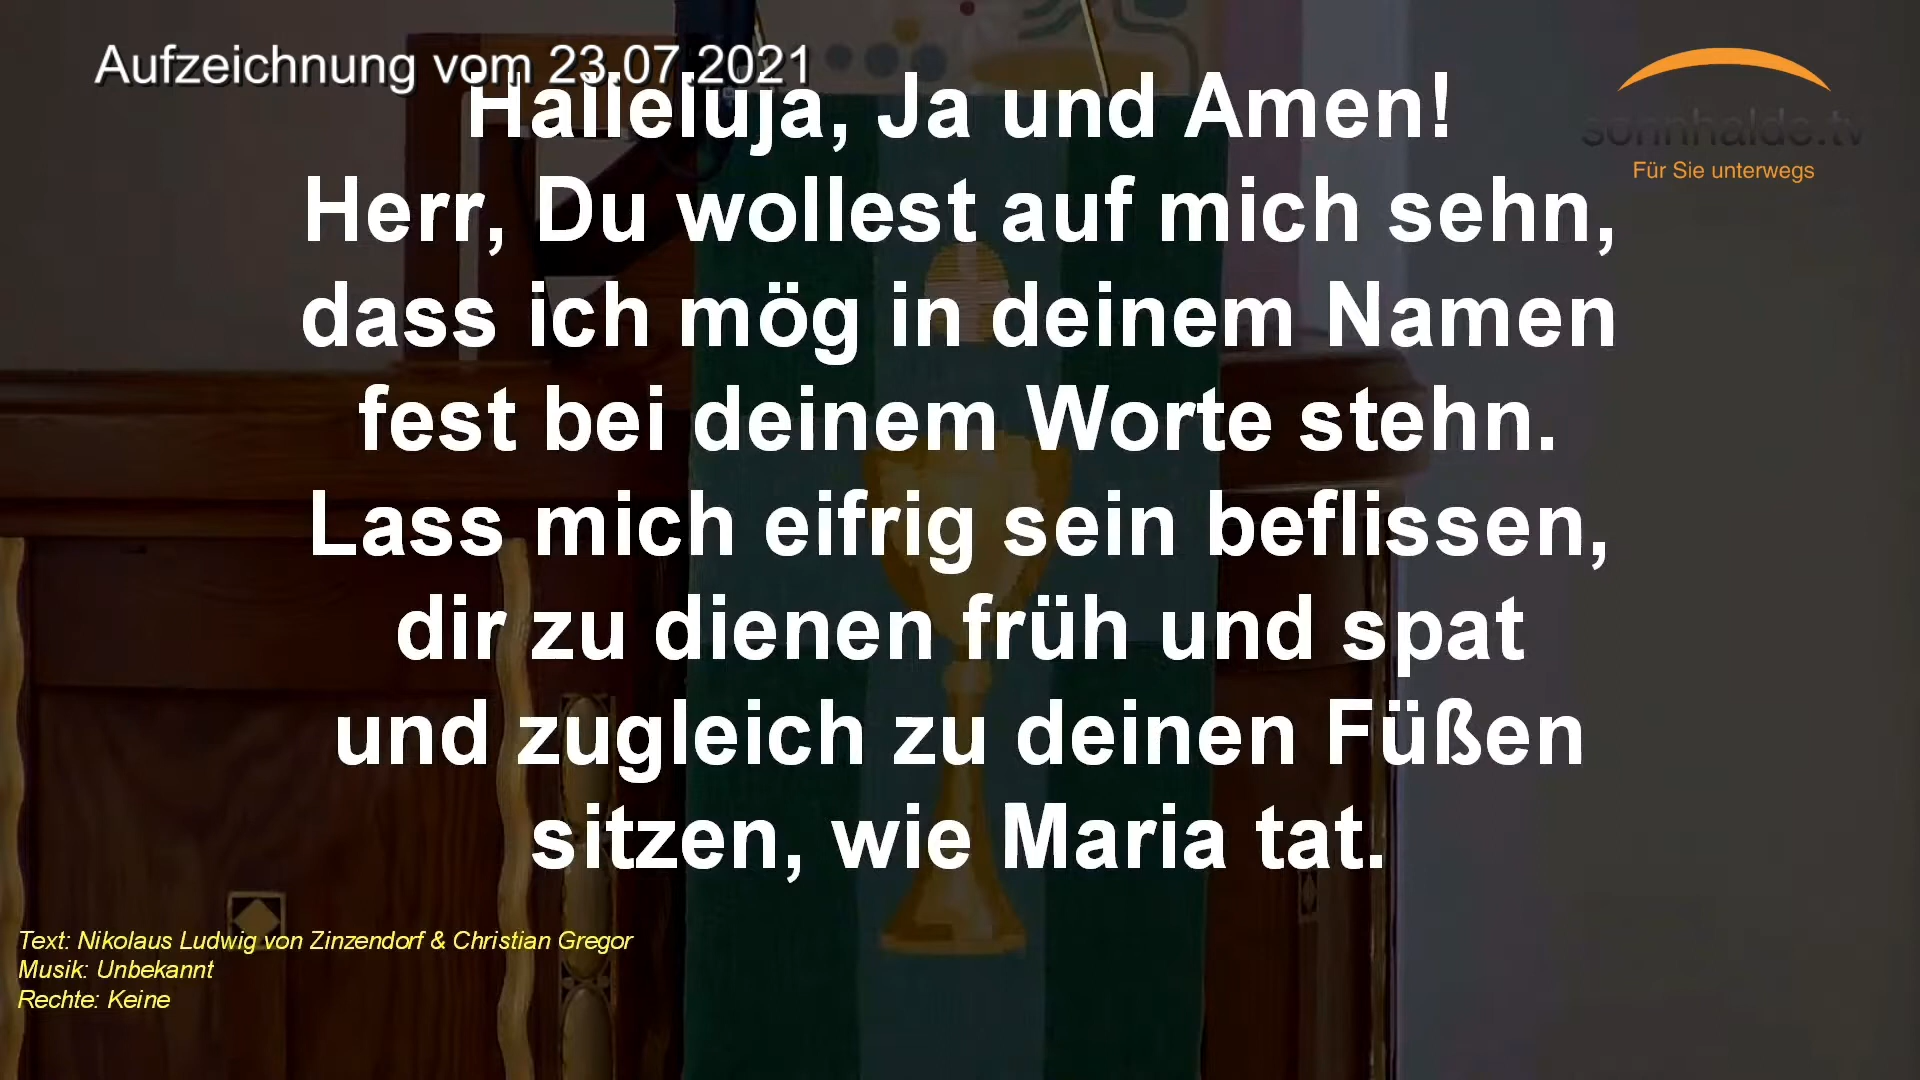 Aufzeichnung vom 23.07.2021
sonnhalde.tv
Für Sie unterwegs
Halleluja, Ja und Amen!
Herr, Du wollest auf mich sehn,
dass ich mög in deinem Namen
fest bei deinem Worte stehn.
Lass mich eifrig sein beflissen,
dir zu dienen früh und spat
und zugleich zu deinen Füßen
sitzen, wie Maria tat.
Text: Nikolaus Ludwig von Zinzendorf & Christian Gregor
Musik: Unbekannt
Rechte: Keine